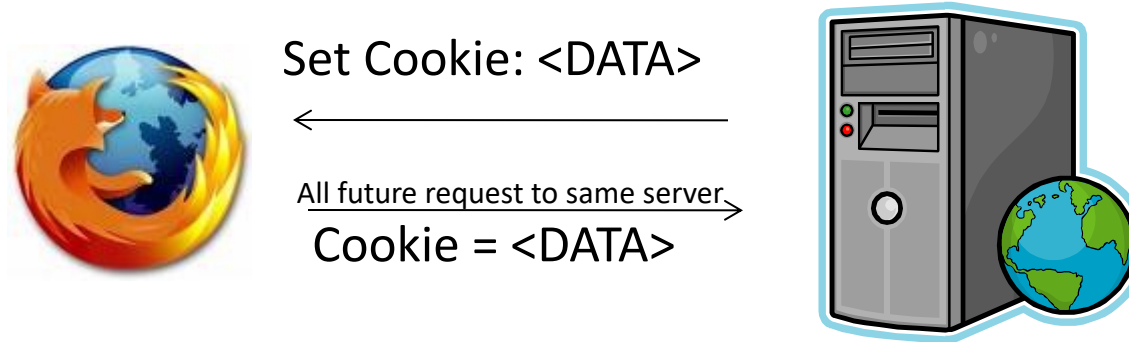 Set Cookie: <DATA>
All future request to same server
Cookie = <DATA>